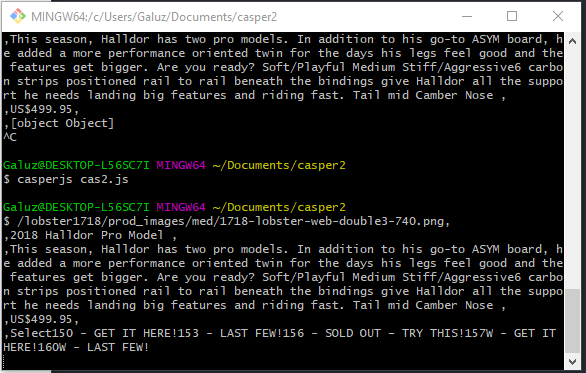 MINGW64:/c/Users/Galuz/Documents/casper2
,This season, Halldor has two pro models. In addition to his go-to ASYM board, h
e added a more performance oriented twin for the days his legs feel good and the
 features get bigger. Are you ready? Soft/Playful Medium Stiff/Aggressive6 carbo
n strips positioned rail to rail beneath the bindings give Halldor all the suppo
rt he needs landing big features and riding fast. Tail mid Camber Nose ,
,US$499.95,
,[object Object]
^C
Galuz@DESKTOP-L56SC7I MINGW64 ~/Documents/casper2
$ casperjs cas2.js
Galuz@DESKTOP-L56SC7I MINGW64 ~/Documents/casper2
$ /lobster1718/prod_images/med/1718-lobster-web-double3-740.png,
,2018 Halldor Pro Model ,
,This season, Halldor has two pro models. In addition to his go-to ASYM board, h
e added a more performance oriented twin for the days his legs feel good and the
 features get bigger. Are you ready? Soft/Playful Medium Stiff/Aggressive6 carbo
n strips positioned rail to rail beneath the bindings give Halldor all the suppo
rt he needs landing big features and riding fast. Tail mid Camber Nose ,
,US$499.95,
,Select150 - GET IT HERE!153 - LAST FEW!156 - SOLD OUT - TRY THIS!157W - GET IT
HERE!160W - LAST FEW!